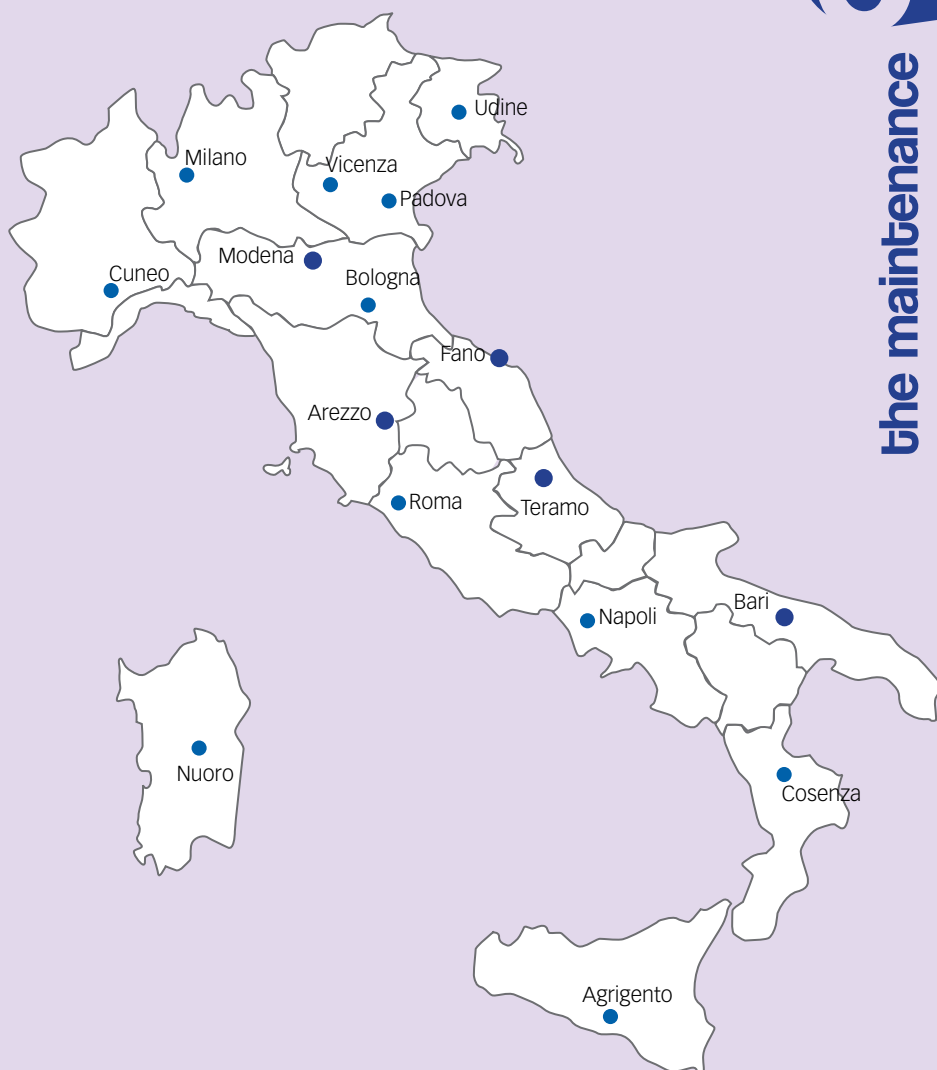 the maintenance
Udine
Milano
Vicenza
Padova
Modena
Cuneo
Bologna
Fano
Arezzo
Roma
Teramo
Bari
Napoli
Nuoro
Cosenza
Agrigento